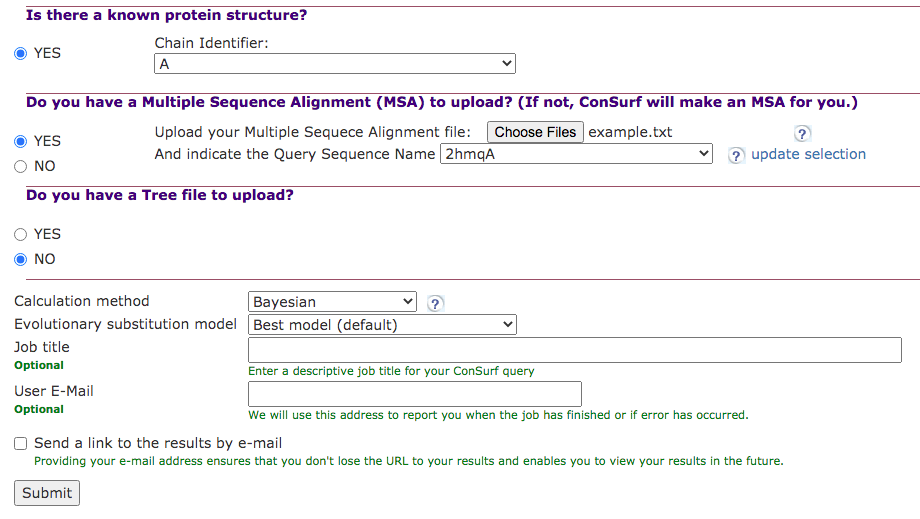 Is there a known protein structure?
YES
Chain Identifier:
A
Do you have a Multiple Sequence Alignment (MSA) to upload? (If not, ConSurf will make an MSA for you.)
YES
Upload your Multiple Sequece Alignment file: Choose Files example.txt ?
And indicate the Query Sequence Name 2hmqA ? update selection
NO
Do you have a Tree file to upload?
YES
NO
Calculation method Bayesian ?
Evolutionary substitution model Best model (default)
Job title
Optional
Enter a descriptive job title for your ConSurf query
User E-Mail
Optional
We will use this address to report you when the job has finished or if error has occurred.
Send a link to the results by e-mail
Providing your e-mail address ensures that you don't lose the URL to your results and enables you to view your results in the future.
Submit